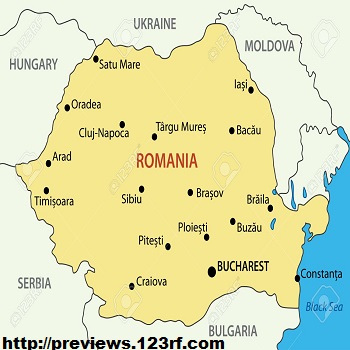 UKRAINE
MOLDOVA
HUNGARY
Satu Mare
Iași
Oradea
Cluj-Napoca
Târgu Mureș
Bacău
Arad
ROMANIA
Timișoara
Sibiu
Brașov
Brăila
Ploiești
Buzău
Pitești
BUCHAREST
SERBIA
Craiova
Constanța
Black Sea
BULGARIA
http://previews.123rf.com